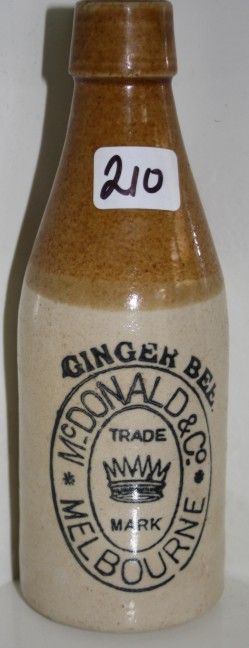 210
GINGER BEE
McDONALD & Co.
TRADE
MARK
* MELBOURNE *